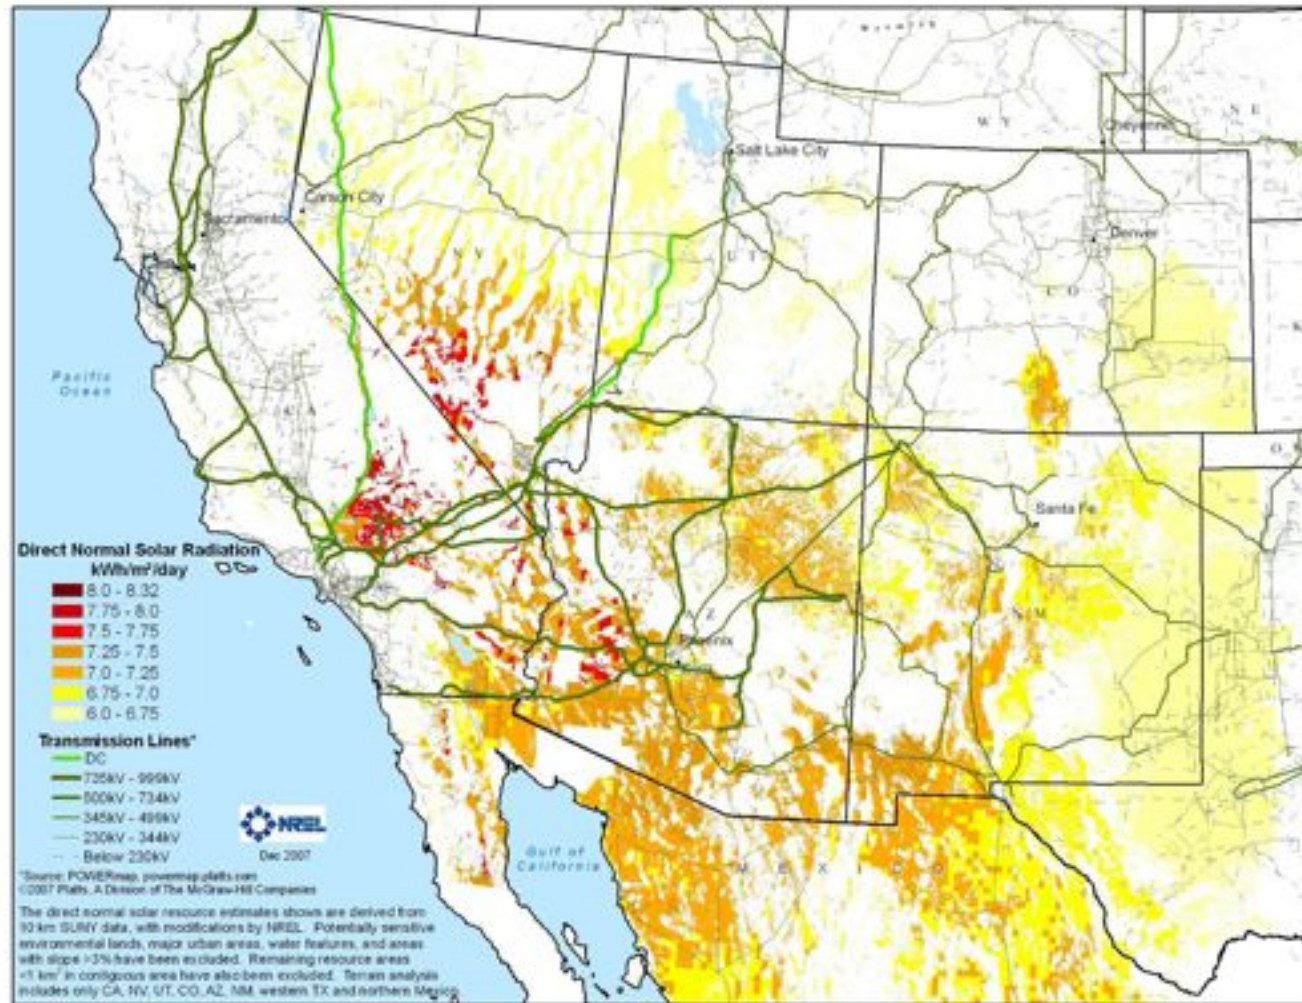 W Y
N E
Cheyenne
Salt Lake City
Carson City
Sacramento
N V
U T
Denver
C O
Pacific
Ocean
C A
Santa Fe
A Z
N M
Phoenix
Direct Normal Solar Radiation
kWh/m²/day
8.0 - 8.32
7.75 - 8.0
7.5 - 7.75
7.25 - 7.5
7.0 - 7.25
6.75 - 7.0
6.0 - 6.75
Transmission Lines*
DC
735kV - 999kV
500kV - 734kV
345kV - 499kV
230kV - 344kV
Below 230kV
NREL
Dec 2007
Gulf of
California
M E X I C O
*Source: POWERmap, powermap.platts.com
©2007 Platts, A Division of The McGraw-Hill Companies
The direct normal solar resource estimates shown are derived from
10 km SUNY data, with modifications by NREL. Potentially sensitive
environmental lands, major urban areas, water features, and areas
with slope >3% have been excluded. Remaining resource areas
<1 km² in contiguous area have also been excluded. Terrain analysis
includes only CA, NV, UT, CO, AZ, NM, western TX and northern Mexico